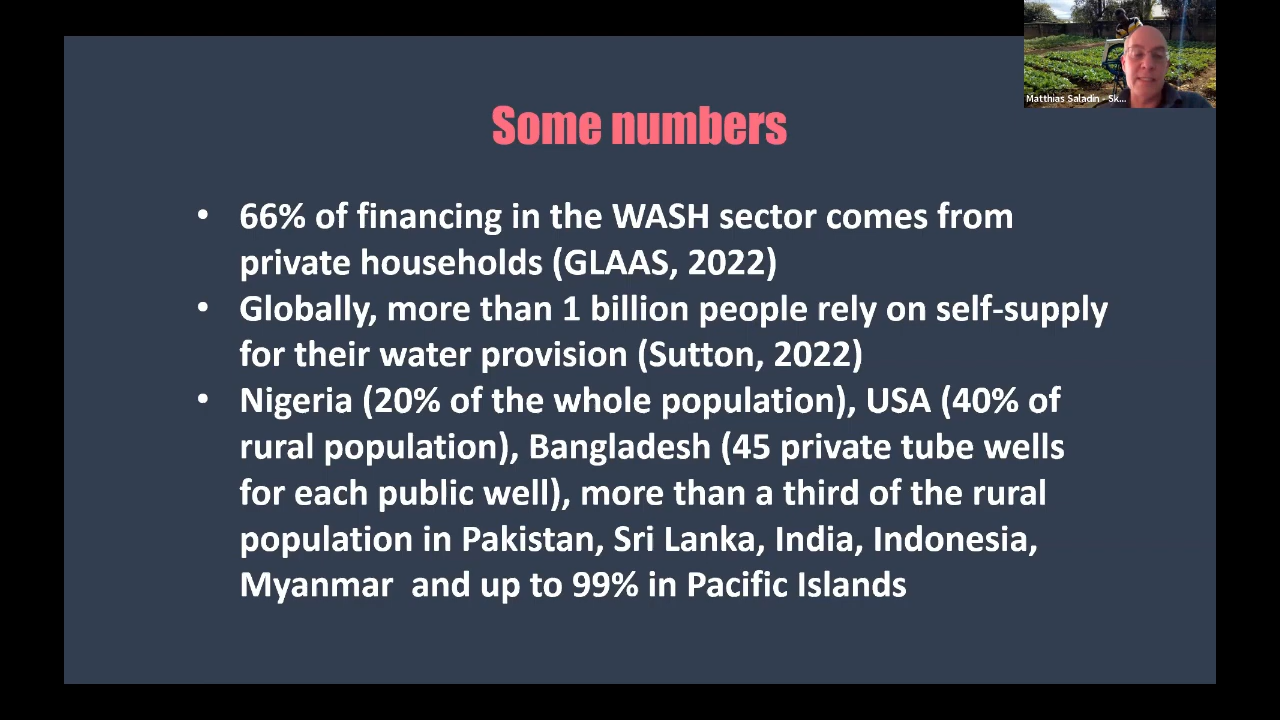 Matthias Saladin - Sk...
Some numbers
• 66% of financing in the WASH sector comes from
private households (GLAAS, 2022)
• Globally, more than 1 billion people rely on self-supply
for their water provision (Sutton, 2022)
• Nigeria (20% of the whole population), USA (40% of
rural population), Bangladesh (45 private tube wells
for each public well), more than a third of the rural
population in Pakistan, Sri Lanka, India, Indonesia,
Myanmar  and up to 99% in Pacific Islands